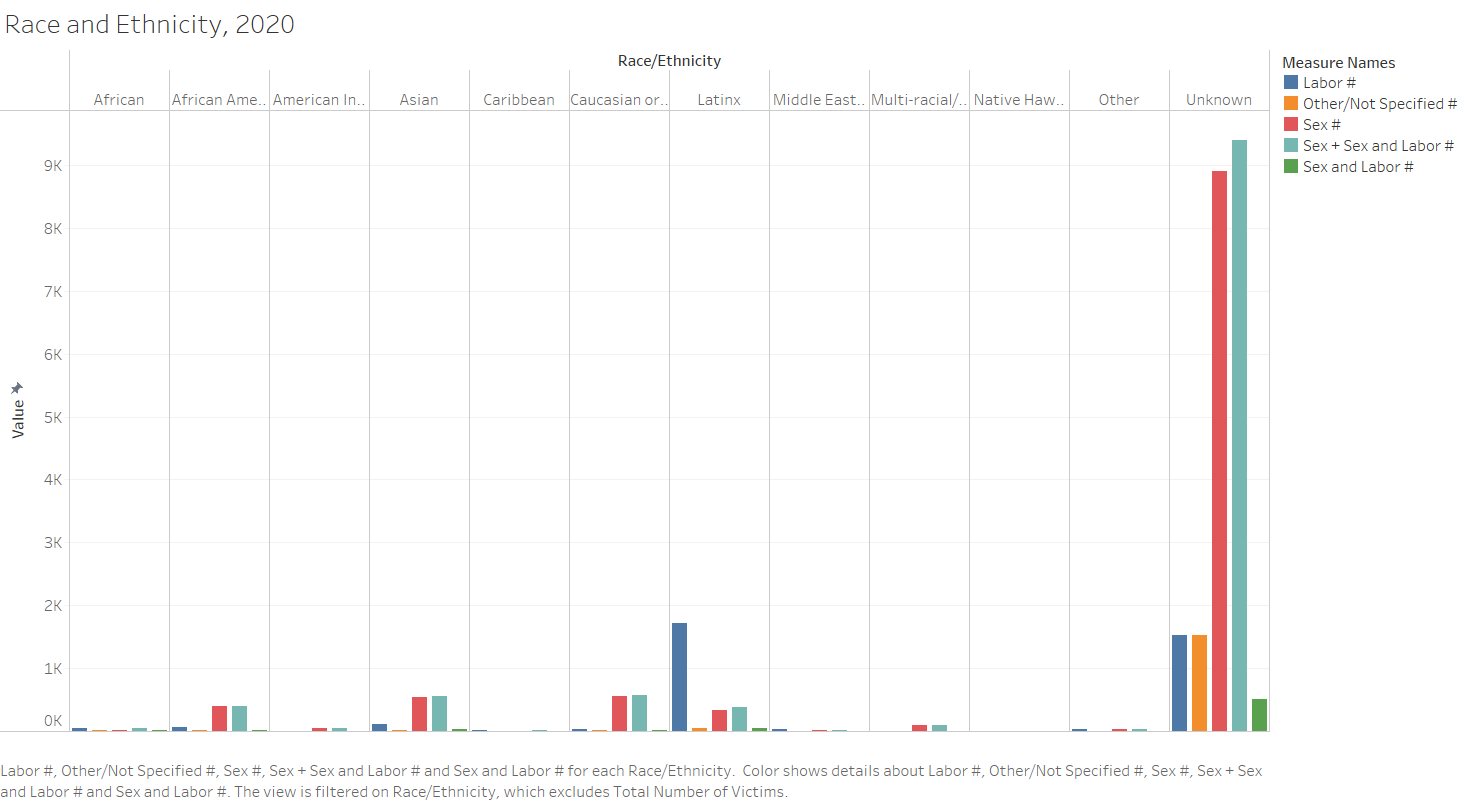 Race and Ethnicity, 2020
Race/Ethnicity
African
African Ame..
American In..
Asian
Caribbean
Caucasian or..
Latinx
Middle East..
Multi-racial/..
Native Haw..
Other
Unknown
9K
8K
7K
6K
5K
4K
3K
2K
1K
0K
Value
Measure Names
Labor #
Other/Not Specified #
Sex #
Sex + Sex and Labor #
Sex and Labor #
Labor #, Other/Not Specified #, Sex #, Sex + Sex and Labor # and Sex and Labor # for each Race/Ethnicity.  Color shows details about Labor #, Other/Not Specified #, Sex #, Sex + Sex
and Labor # and Sex and Labor #. The view is filtered on Race/Ethnicity, which excludes Total Number of Victims.